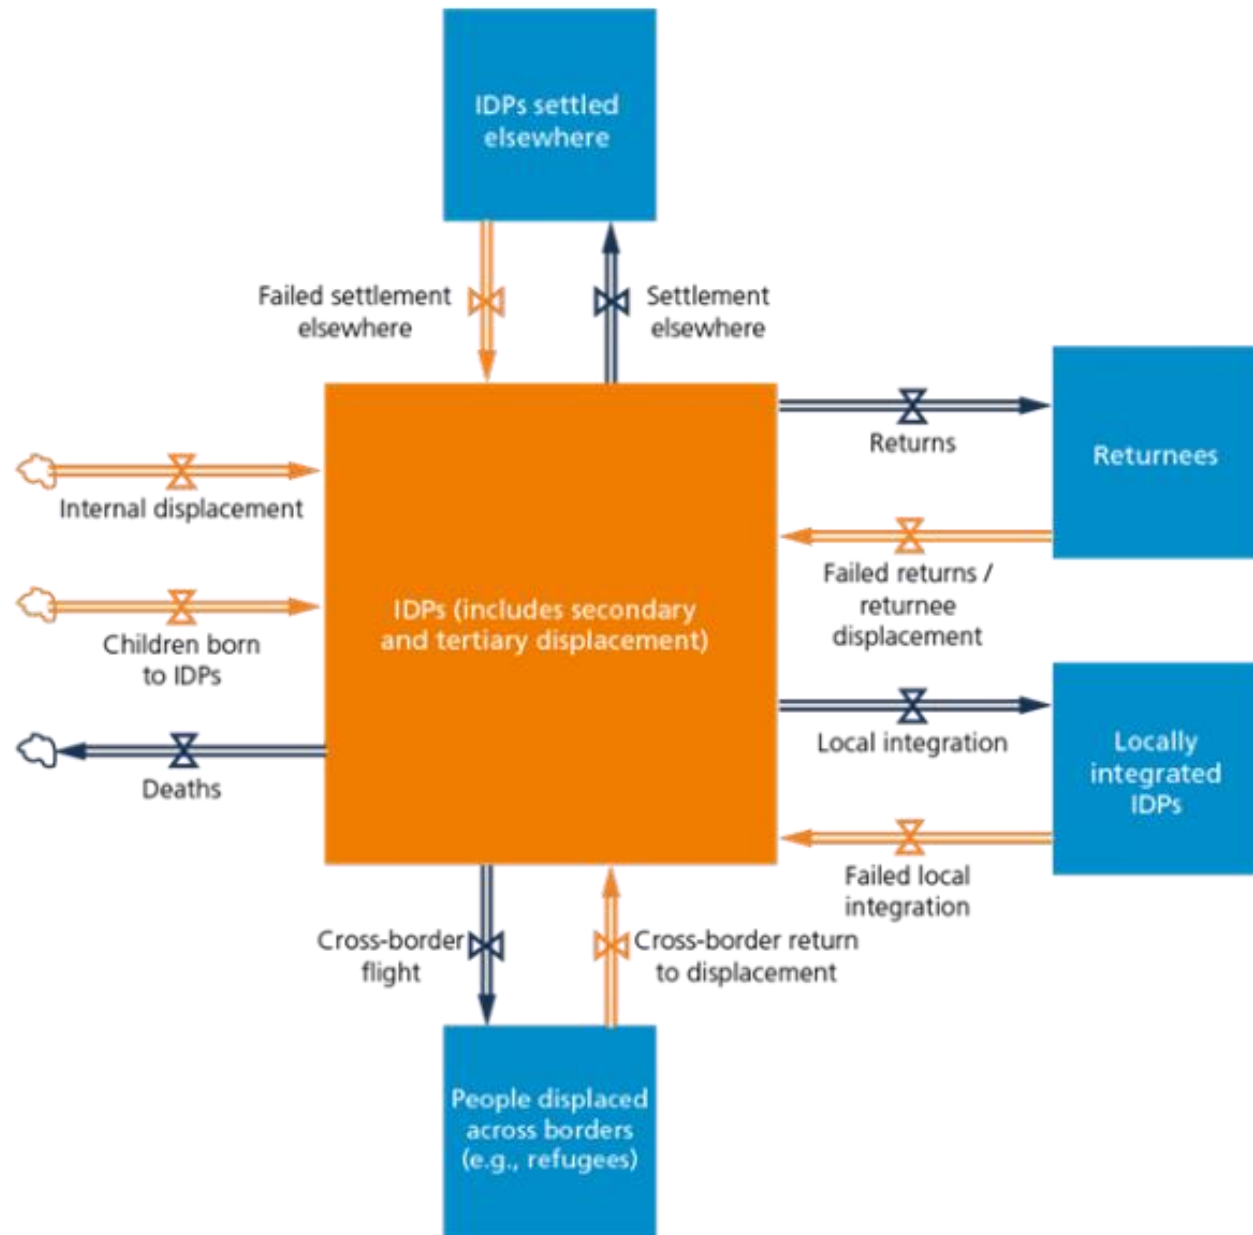 IDPs settled
elsewhere
Failed settlement
elsewhere
Settlement
elsewhere
Returns
Returnees
Internal displacement
Failed returns /
returnee
displacement
IDPs (includes secondary
and tertiary displacement)
Children born
to IDPs
Local integration
Locally
integrated
IDPs
Deaths
Failed local
integration
Cross-border
flight
Cross-border return
to displacement
People displaced
across borders
(e.g., refugees)